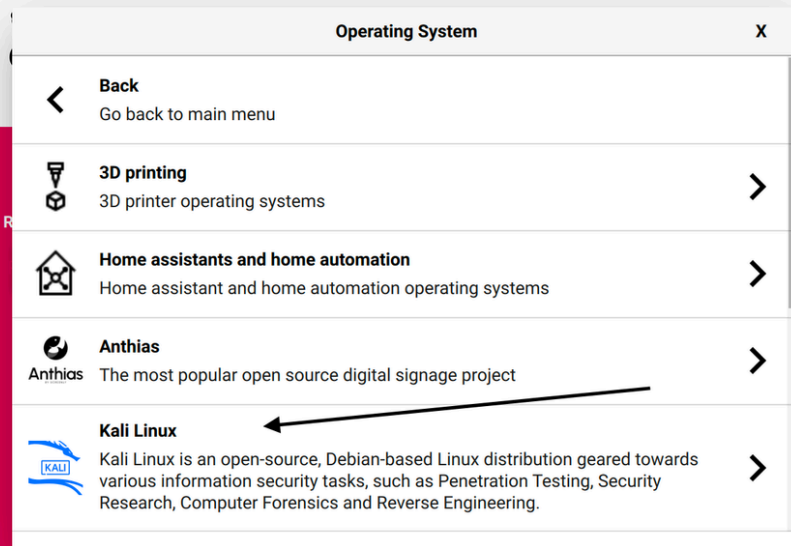 Operating System
X
Back
Go back to main menu
3D printing
3D printer operating systems
R
Home assistants and home automation
Home assistant and home automation operating systems
Anthias
Anthias
The most popular open source digital signage project
Kali Linux
KALI
Kali Linux is an open-source, Debian-based Linux distribution geared towards
various information security tasks, such as Penetration Testing, Security
Research, Computer Forensics and Reverse Engineering.